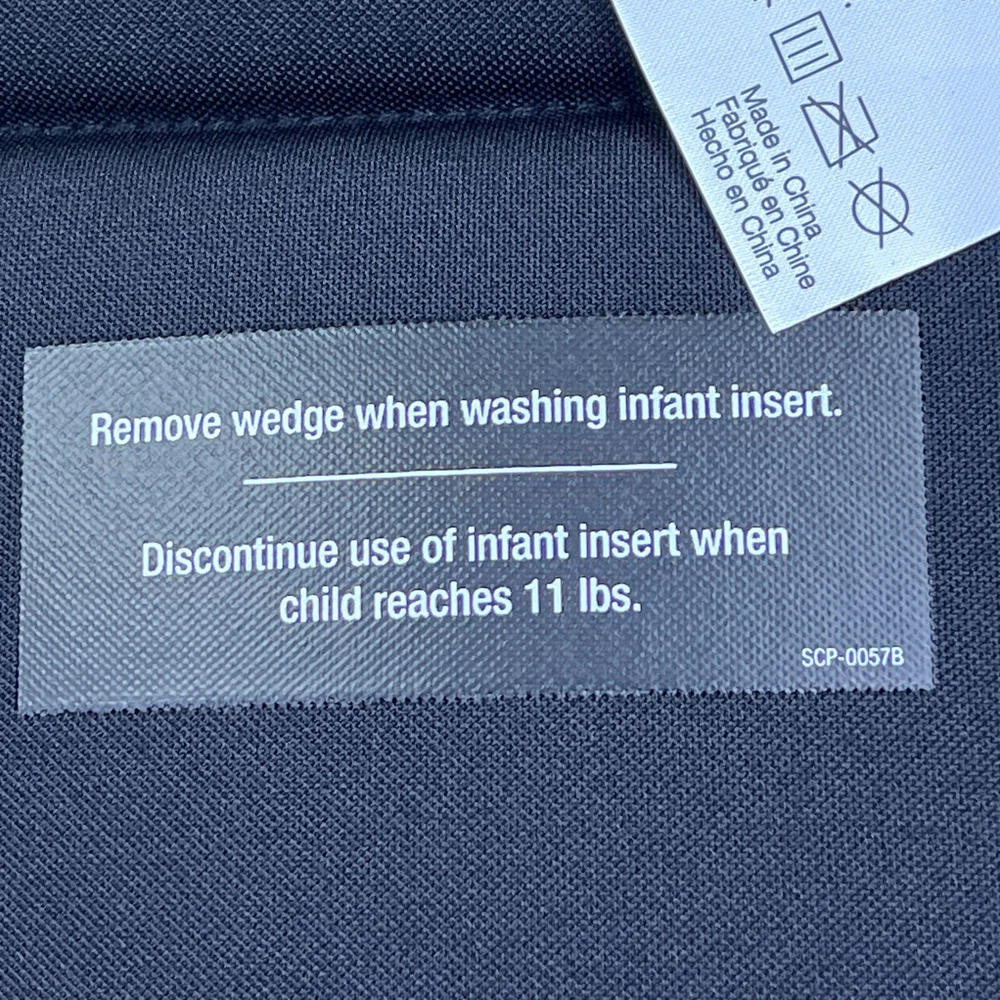 Made in China
Fabriqué en Chine
Hecho en China
Remove wedge when washing infant insert.
Discontinue use of infant insert when
child reaches 11 lbs.
SCP-0057B